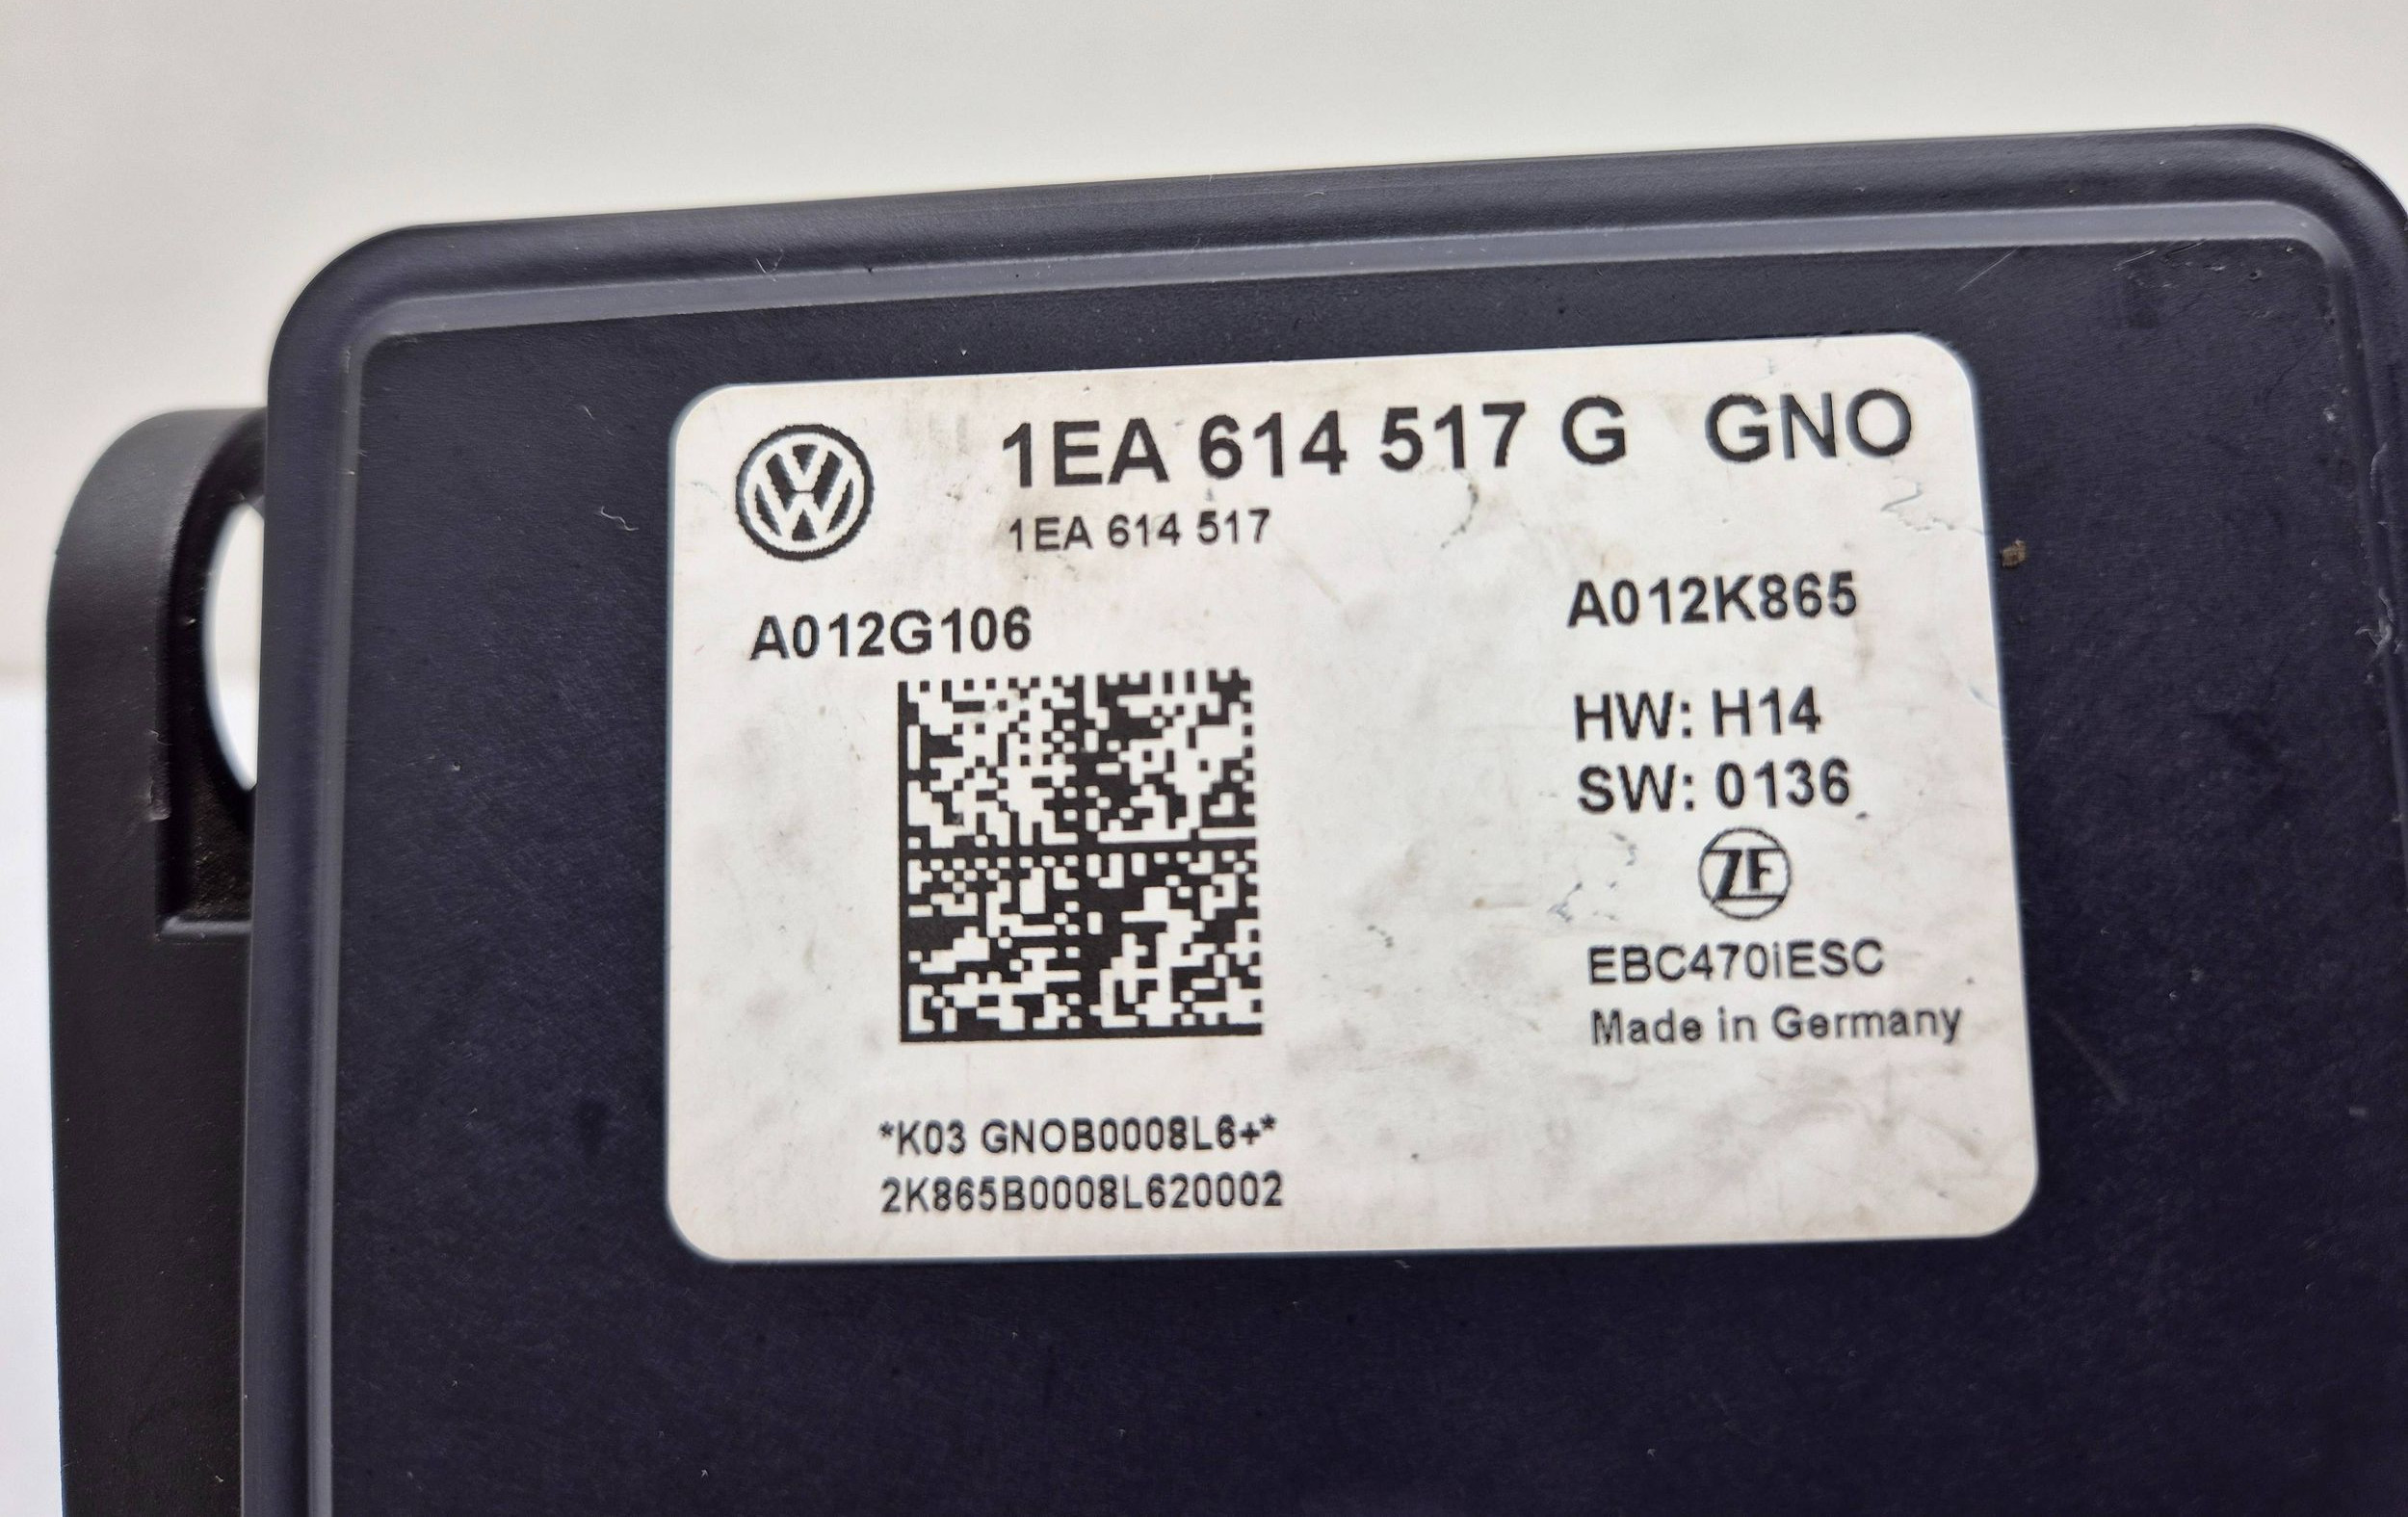 1EA 614 517 G GNO
1EA 614 517
A012G106
A012K865
HW: H14
SW: 0136
ZF
EBC470iESC
Made in Germany
*K03 GNOB0008L6+*
2K865B0008L620002